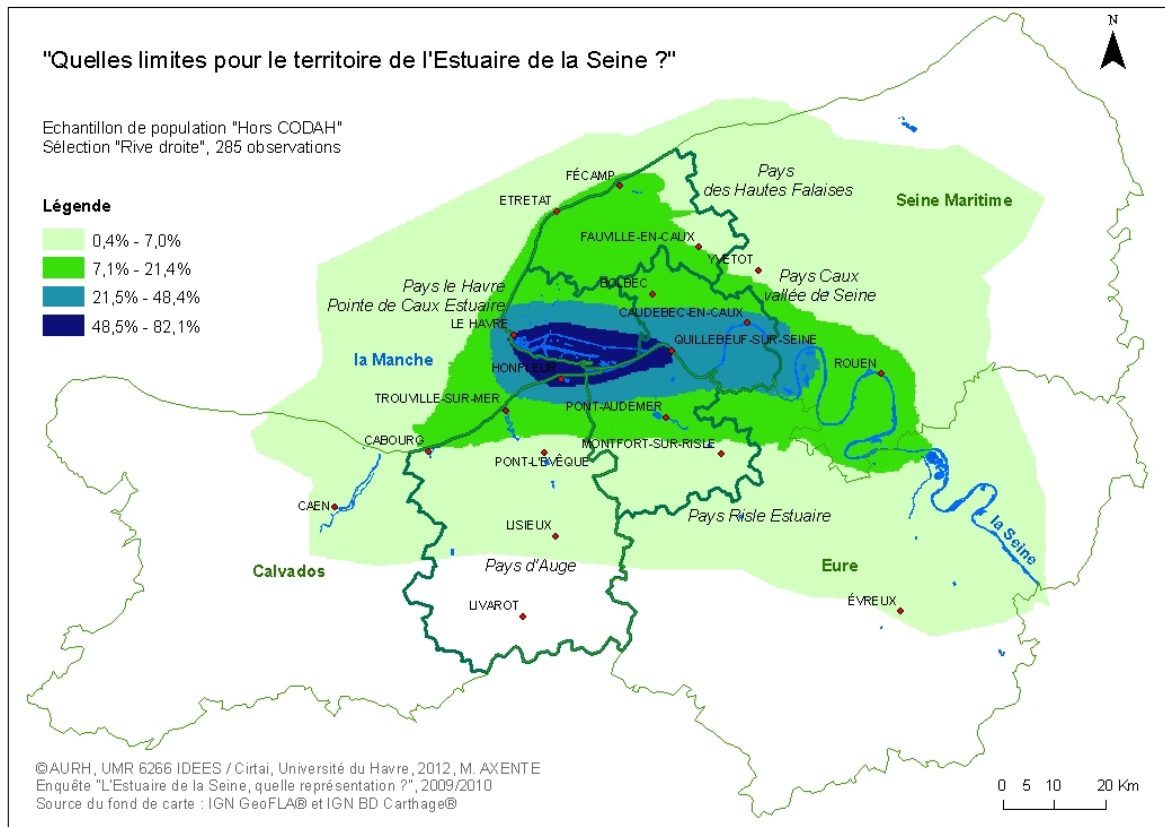 N
"Quelles limites pour le territoire de l'Estuaire de la Seine ?"
Echantillon de population "Hors CODAH"
Sélection "Rive droite", 285 observations
Légende
0,4% - 7,0%
7,1% - 21,4%
21,5% - 48,4%
48,5% - 82,1%
FÉCAMP
Pays
des Hautes Falaises
ETRETAT
Seine Maritime
FAUVILLE-EN-CAUX
YVETOT
Pays le Havre
Pointe de Caux Estuaire
BOLBEC
Pays Caux
vallée de Seine
CAUDEBEC-EN-CAUX
LE HAVRE
QUILLEBEUF-SUR-SEINE
la Manche
HONFLEUR
ROUEN
TROUVILLE-SUR-MER
PONT-AUDEMER
CABOURG
MONTFORT-SUR-RISLE
PONT-L'EVÊQUE
CAEN
Pays Risle Estuaire
LISIEUX
la Seine
Calvados
Pays d'Auge
Eure
LIVAROT
ÉVREUX
©AURH, UMR 6266 IDEES / Cirtai, Université du Havre, 2012, M. AXENTE
Enquête "L'Estuaire de la Seine, quelle représentation ?", 2009/2010
Source du fond de carte : IGN GeoFLA® et IGN BD Carthage®
0 5 10 20 Km